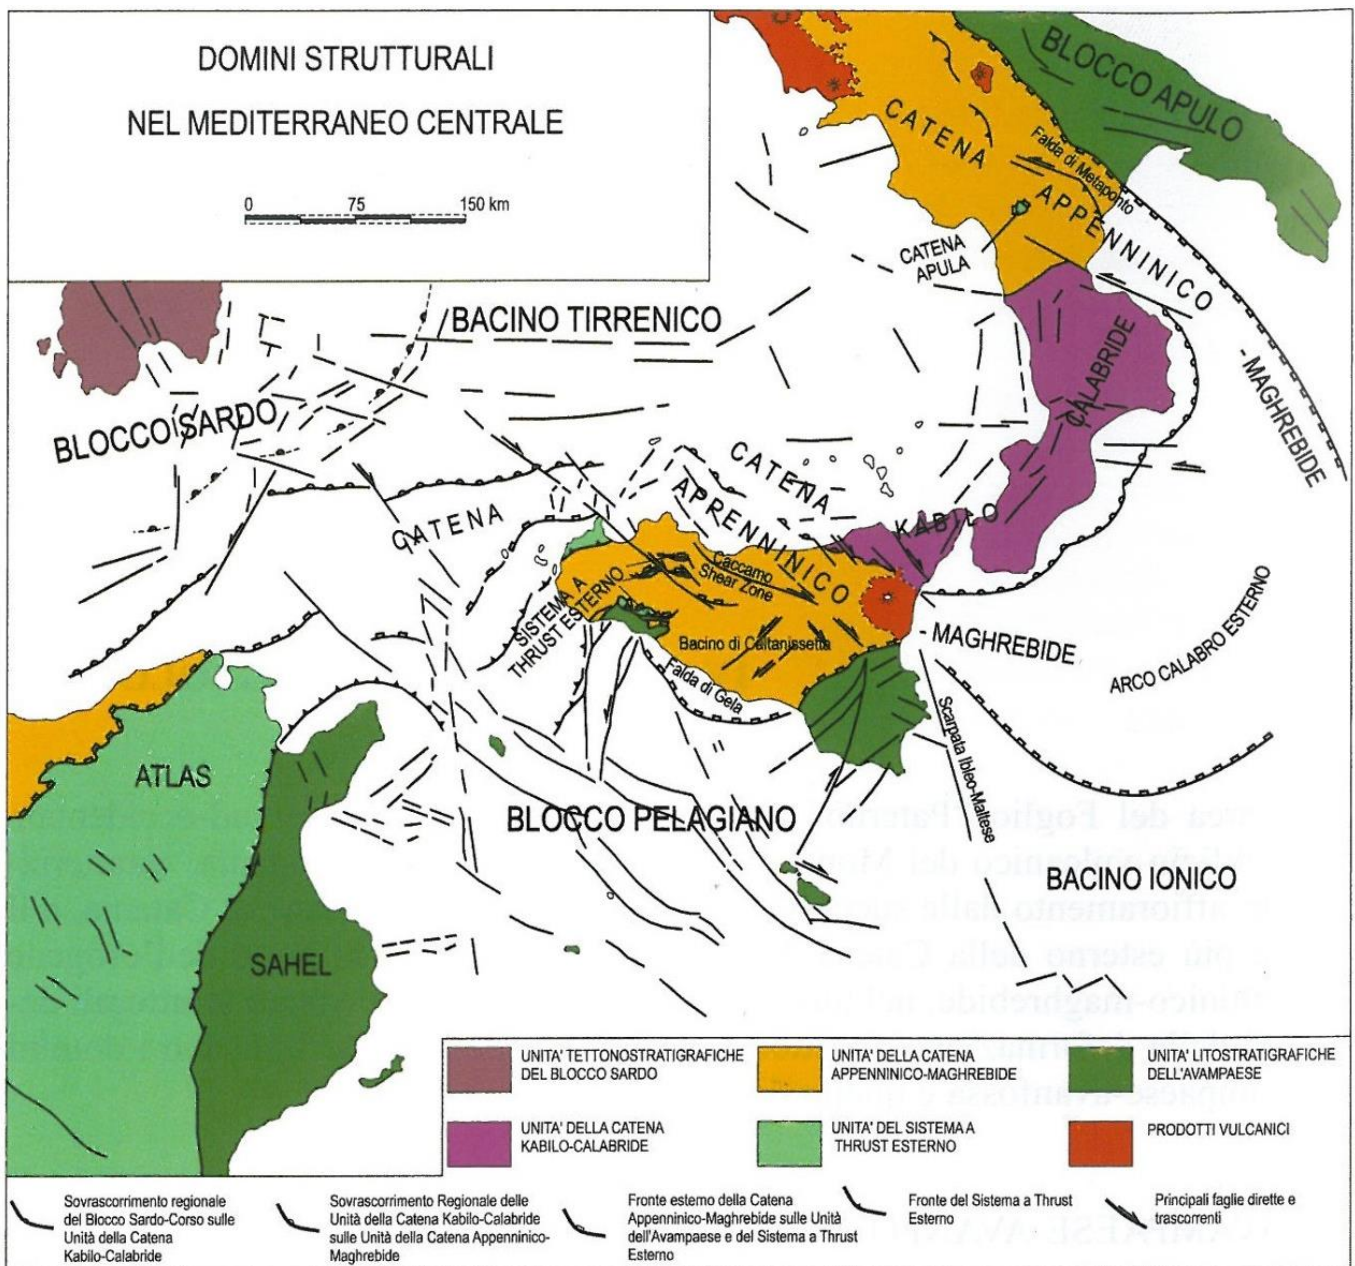 DOMINI STRUTTURALI
NEL MEDITERRANEO CENTRALE
0 75 150 km
BLOCCO APULO
CATENA
APPENNINICO
- MAGHREBIDE
Falda di Metaponto
CATENA
APULA
BACINO TIRRENICO
BLOCCO SARDO
CALABRIDE
KABILO
CATENA
CATENA
APPENNINICO
- MAGHREBIDE
Caccamo
Shear Zone
SISTEMA A
THRUST ESTERNO
Bacino di Caltanissetta
Falda di Gela
ARCO CALABRO ESTERNO
Scarpata Ibleo-Maltese
ATLAS
BLOCCO PELAGIANO
BACINO IONICO
SAHEL
UNITA' TETTONOSTRATIGRAFICHE
DEL BLOCCO SARDO
UNITA' DELLA CATENA
APPENNINICO-MAGHREBIDE
UNITA' LITOSTRATIGRAFICHE
DELL'AVAMPAESE
UNITA' DELLA CATENA
KABILO-CALABRIDE
UNITA' DEL SISTEMA A
THRUST ESTERNO
PRODOTTI VULCANICI
Sovrascorrimento regionale
del Blocco Sardo-Corso sulle
Unità della Catena
Kabilo-Calabride
Sovrascorrimento Regionale delle
Unità della Catena Kabilo-Calabride
sulle Unità della Catena Appenninico-
Maghrebide
Fronte esterno della Catena
Appenninico-Maghrebide sulle Unità
dell'Avampaese e del Sistema a Thrust
Esterno
Fronte del Sistema a Thrust
Esterno
Principali faglie dirette e
trascorrenti